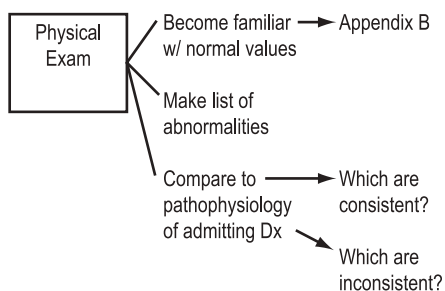 Physical
Exam
Become familiar
w/ normal values
Appendix B
Make list of
abnormalities
Compare to
pathophysiology
of admitting Dx
Which are
consistent?
Which are
inconsistent?